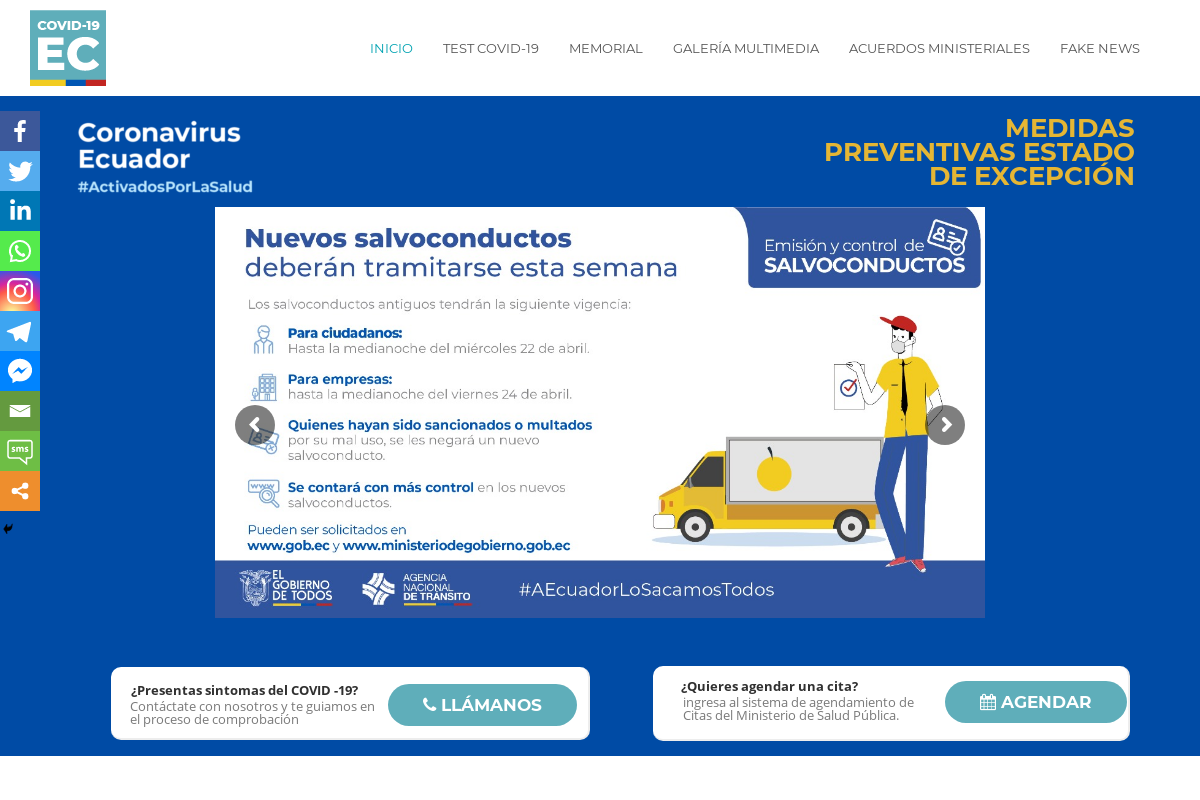 COVID-19
EC
INICIO
TEST COVID-19
MEMORIAL
GALERÍA MULTIMEDIA
ACUERDOS MINISTERIALES
FAKE NEWS
Coronavirus
Ecuador
#ActivadosPorLaSalud
MEDIDAS
PREVENTIVAS ESTADO
DE EXCEPCIÓN
Nuevos salvoconductos
deberán tramitarse esta semana
Emisión y control de
SALVOCONDUCTOS
Los salvoconductos antiguos tendrán la siguiente vigencia:
Para ciudadanos:
Hasta la medianoche del miércoles 22 de abril.
Para empresas:
hasta la medianoche del viernes 24 de abril.
Quienes hayan sido sancionados o multados
por su mal uso, se les negará un nuevo
salvoconducto.
www
Se contará con más control en los nuevos
salvoconductos.
Pueden ser solicitados en
www.gob.ec y www.ministeriodegobierno.gob.ec
EL
GOBIERNO
DE TODOS
AGENCIA
NACIONAL
DE TRÁNSITO
#AEcuadorLoSacamosTodos
sms
¿Presentas sintomas del COVID -19?
Contáctate con nosotros y te guiamos en
el proceso de comprobación
LLÁMANOS
¿Quieres agendar una cita?
ingresa al sistema de agendamiento de
Citas del Ministerio de Salud Pública.
AGENDAR